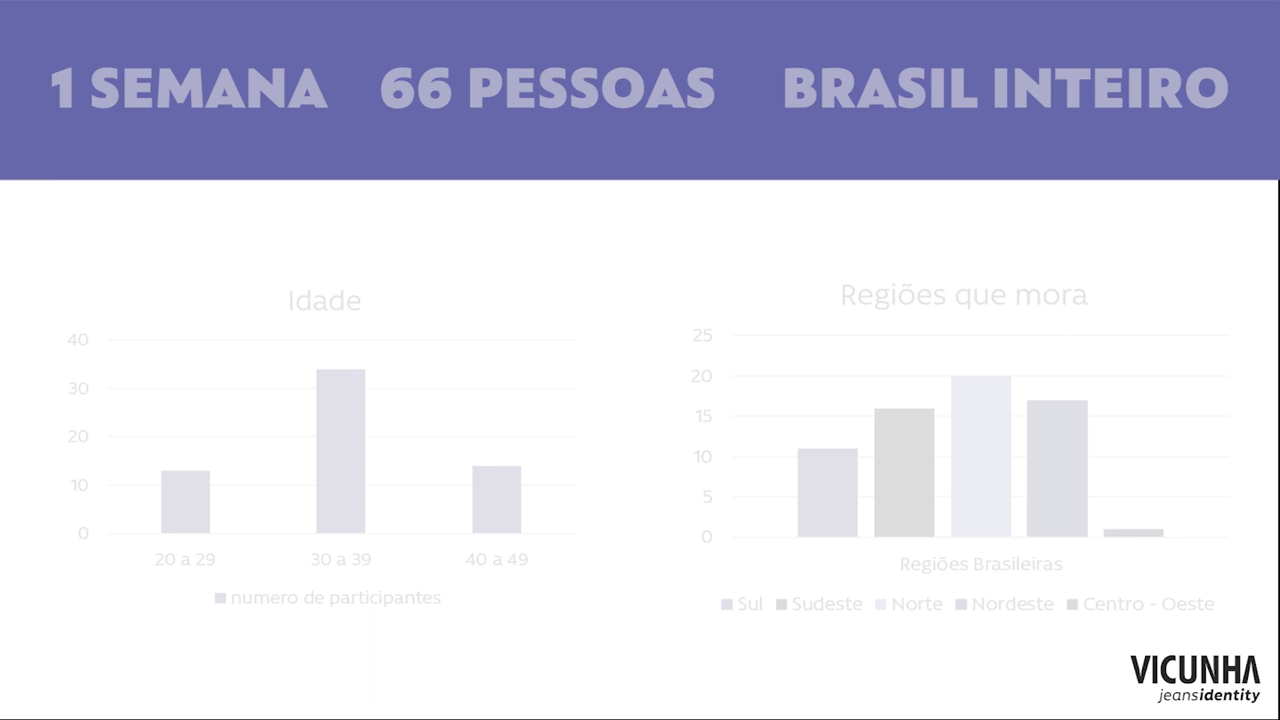 1 SEMANA 66 PESSOAS BRASIL INTEIRO
Idade
40
30
20
10
0
20 a 29 30 a 39 40 a 49
numero de participantes
Regiões que mora
25
20
15
10
5
0
Regiões Brasileiras
Sul Sudeste Norte Nordeste Centro - Oeste
VICUNHA
jeansidentity